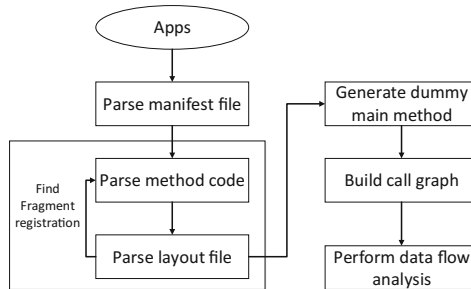 Apps
Parse manifest file
Find
Fragment
registration
Parse method code
Parse layout file
Generate dummy
main method
Build call graph
Perform data flow
analysis